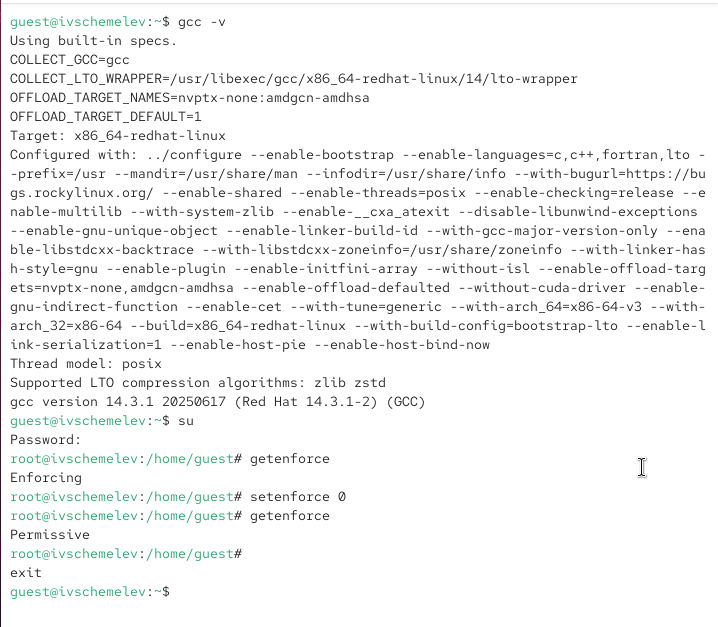 guest@ivschemelev:~$ gcc -v
Using built-in specs.
COLLECT_GCC=gcc
COLLECT_LTO_WRAPPER=/usr/libexec/gcc/x86_64-redhat-linux/14/lto-wrapper
OFFLOAD_TARGET_NAMES=nvptx-none:amdgcn-amdhsa
OFFLOAD_TARGET_DEFAULT=1
Target: x86_64-redhat-linux
Configured with: ../configure --enable-bootstrap --enable-languages=c,c++,fortran,lto -
-prefix=/usr --mandir=/usr/share/man --infodir=/usr/share/info --with-bugurl=https://bu
gs.rockylinux.org/ --enable-shared --enable-threads=posix --enable-checking=release --e
nable-multilib --with-system-zlib --enable-__cxa_atexit --disable-libunwind-exceptions
--enable-gnu-unique-object --enable-linker-build-id --with-gcc-major-version-only --ena
ble-libstdcxx-backtrace --with-libstdcxx-zoneinfo=/usr/share/zoneinfo --with-linker-has
h-style=gnu --enable-plugin --enable-initfini-array --without-isl --enable-offload-targ
ets=nvptx-none,amdgcn-amdhsa --enable-offload-defaulted --without-cuda-driver --enable-
gnu-indirect-function --enable-cet --with-tune=generic --with-arch_64=x86-64-v3 --with-
arch_32=x86-64 --build=x86_64-redhat-linux --with-build-config=bootstrap-lto --enable-l
ink-serialization=1 --enable-host-pie --enable-host-bind-now
Thread model: posix
Supported LTO compression algorithms: zlib zstd
gcc version 14.3.1 20250617 (Red Hat 14.3.1-2) (GCC)
guest@ivschemelev:~$ su
Password:
root@ivschemelev:/home/guest# getenforce
Enforcing
root@ivschemelev:/home/guest# setenforce 0
root@ivschemelev:/home/guest# getenforce
Permissive
root@ivschemelev:/home/guest#
exit
guest@ivschemelev:~$